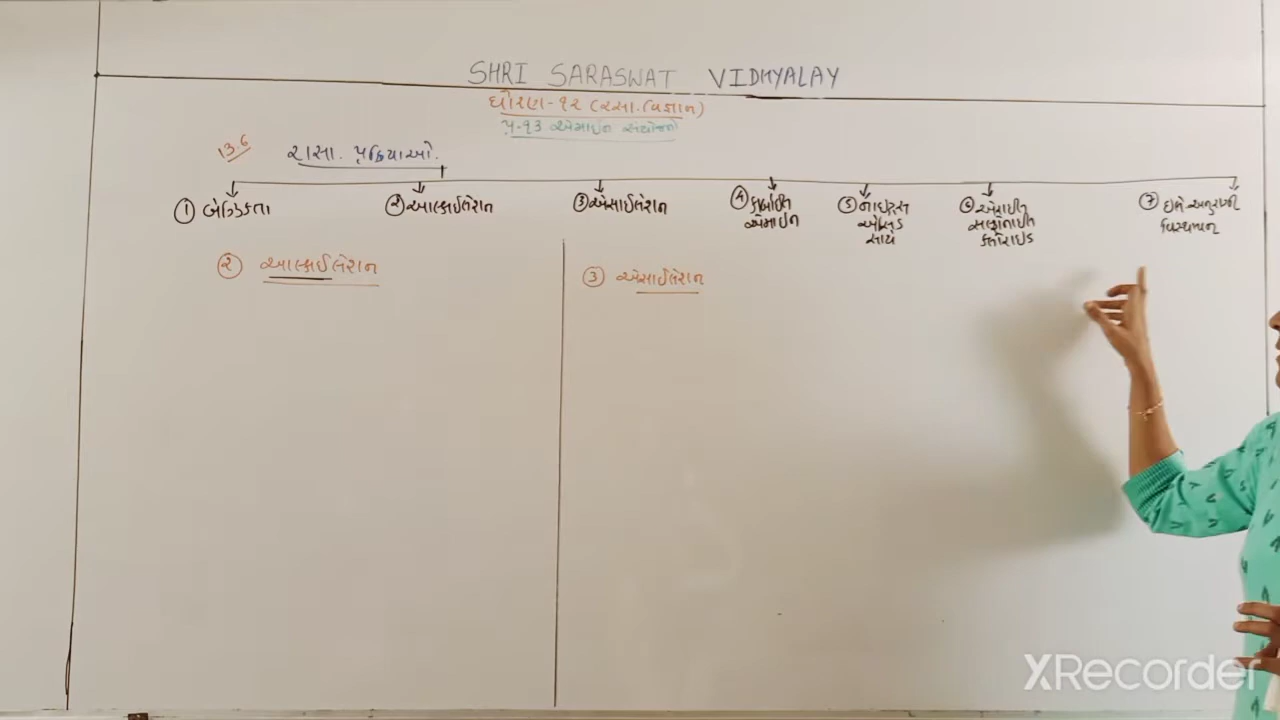 SHRI SARASWAT VIDHYALAY
ધોરણ-૧૨ (રસા. વિજ્ઞાન)
પ્ર-૧૩ એમાઇન સંયોજનો
13.6 રાસા. પ્રક્રિયાઓ.
① બેઝિકતા
② આલ્કાઈલેશન
③ એસાઈલેશન
④ કાર્બાઈલ એમાઇન
⑤ નાઇટ્રસ એસિડ સાથે
⑥ એરાઈલ સલ્ફોનાઈલ ક્લોરાઇડ
⑦ ઇલે અનુરાગી વિસ્થાપન
② આલ્કાઈલેશન
③ એસાઈલેશન
XRecorder